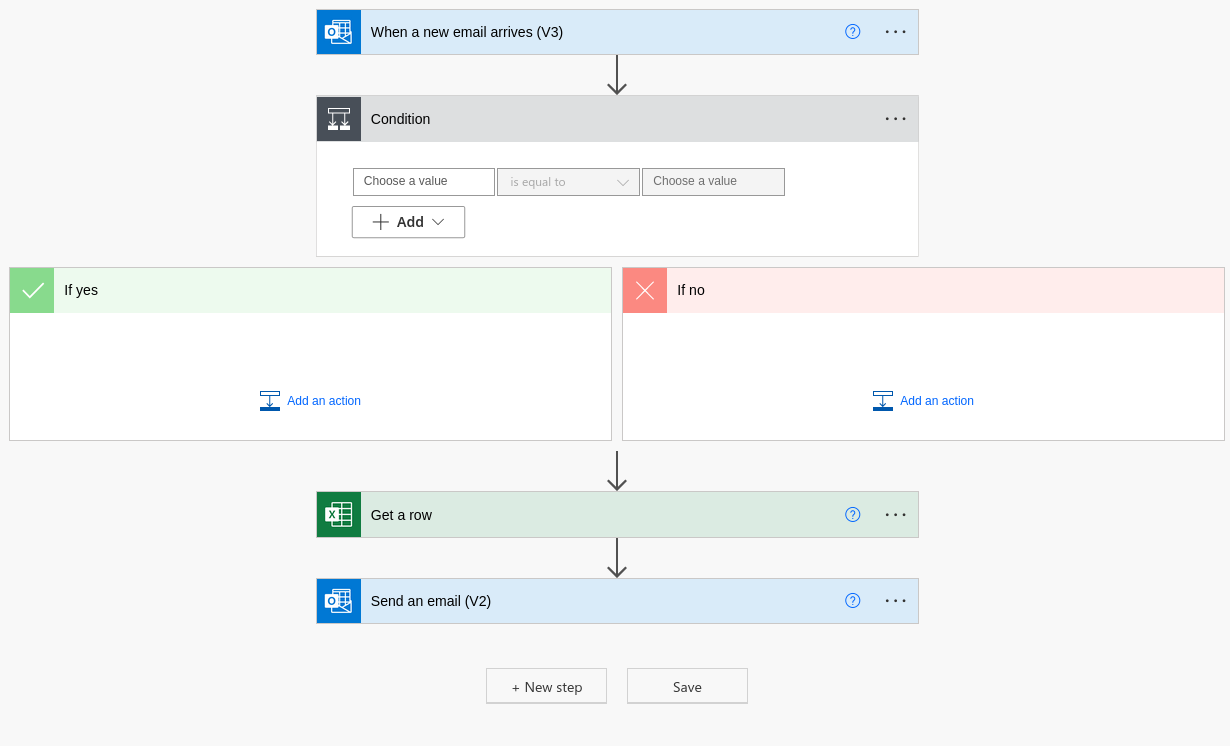 When a new email arrives (V3)
Condition
Choose a value is equal to Choose a value
Add
If yes If no
Add an action Add an action
Get a row
Send an email (V2)
+ New step Save